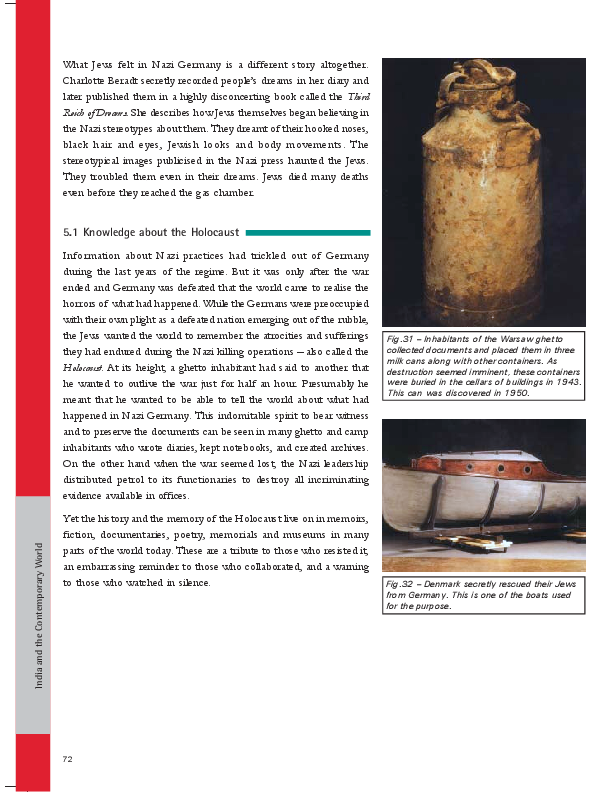 What Jews felt in Nazi Germany is a different story altogether.
Charlotte Beradt secretly recorded people's dreams in her diary and
later published them in a highly disconcerting book called the Third
Reich of Dreams. She describes how Jews themselves began believing in
the Nazi stereotypes about them. They dreamt of their hooked noses,
black hair and eyes, Jewish looks and body movements. The
stereotypical images publicised in the Nazi press haunted the Jews.
They troubled them even in their dreams. Jews died many deaths
even before they reached the gas chamber.
5.1 Knowledge about the Holocaust
Information about Nazi practices had trickled out of Germany
during the last years of the regime. But it was only after the war
ended and Germany was defeated that the world came to realise the
horrors of what had happened. While the Germans were preoccupied
with their own plight as a defeated nation emerging out of the rubble,
the Jews wanted the world to remember the atrocities and sufferings
they had endured during the Nazi killing operations – also called the
Holocaust. At its height, a ghetto inhabitant had said to another that
he wanted to outlive the war just for half an hour. Presumably he
meant that he wanted to be able to tell the world about what had
happened in Nazi Germany. This indomitable spirit to bear witness
and to preserve the documents can be seen in many ghetto and camp
inhabitants who wrote diaries, kept notebooks, and created archives.
On the other hand when the war seemed lost, the Nazi leadership
distributed petrol to its functionaries to destroy all incriminating
evidence available in offices.
Yet the history and the memory of the Holocaust live on in memoirs,
fiction, documentaries, poetry, memorials and museums in many
parts of the world today. These are a tribute to those who resisted it,
an embarrassing reminder to those who collaborated, and a warning
to those who watched in silence.
Fig.31 – Inhabitants of the Warsaw ghetto
collected documents and placed them in three
milk cans along with other containers. As
destruction seemed imminent, these containers
were buried in the cellars of buildings in 1943.
This can was discovered in 1950.
Fig.32 – Denmark secretly rescued their Jews
from Germany. This is one of the boats used
for the purpose.
India and the Contemporary World
72